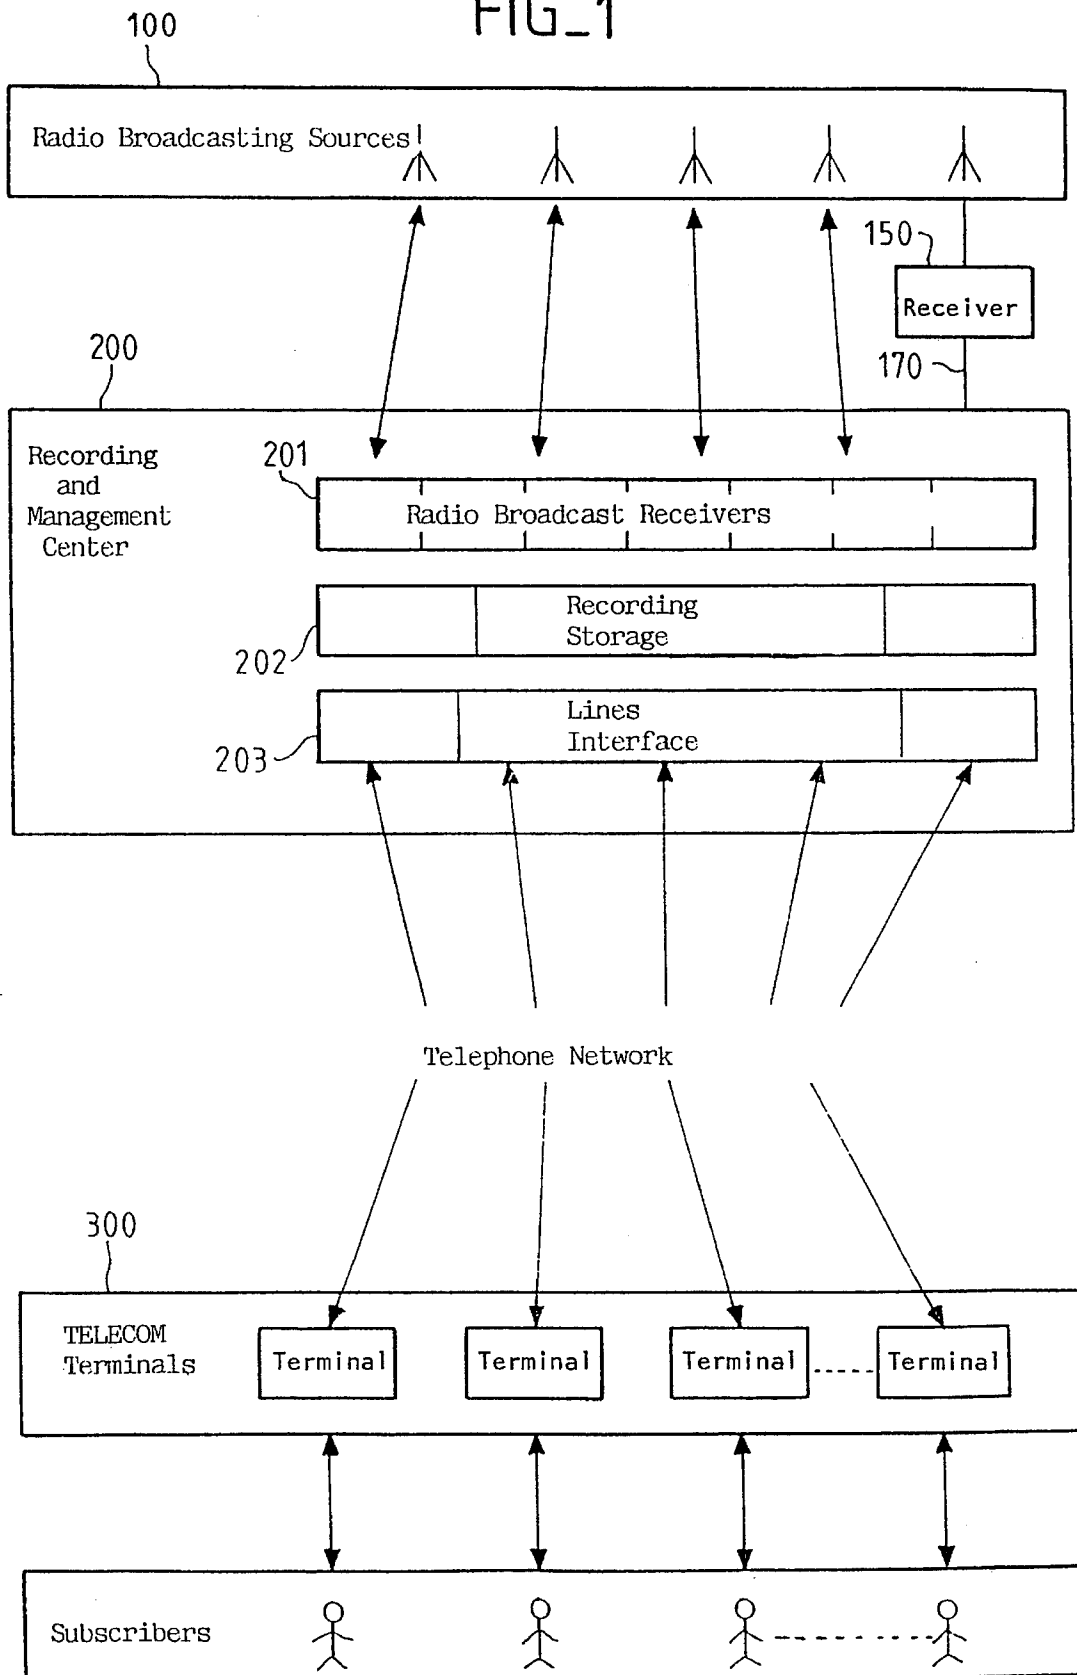 FIG_1
100
Radio Broadcasting Sources
150
Receiver
170
200
Recording
and
Management
Center
201
Radio Broadcast Receivers
Recording
Storage
202
Lines
Interface
203
Telephone Network
300
TELECOM
Terminals
Terminal
Terminal
Terminal
Terminal
Subscribers